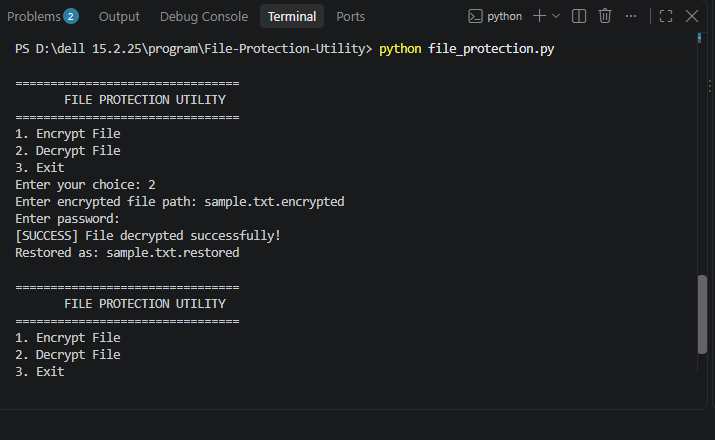 Problems 2 Output Debug Console Terminal Ports python
PS D:\dell 15.2.25\program\File-Protection-Utility> python file_protection.py
================================
FILE PROTECTION UTILITY
================================
1. Encrypt File
2. Decrypt File
3. Exit
Enter your choice: 2
Enter encrypted file path: sample.txt.encrypted
Enter password:
[SUCCESS] File decrypted successfully!
Restored as: sample.txt.restored
================================
FILE PROTECTION UTILITY
================================
1. Encrypt File
2. Decrypt File
3. Exit